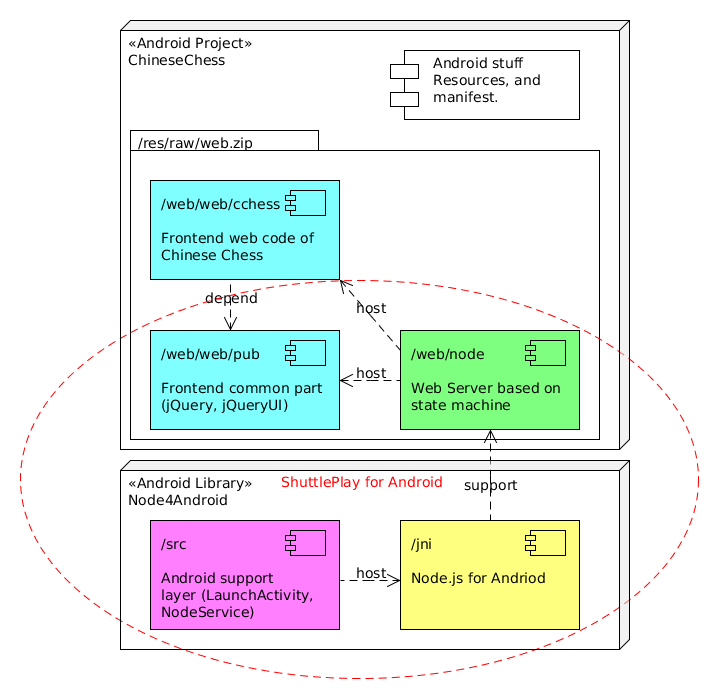 «Android Project»
ChineseChess
Android stuff
Resources, and
manifest.
/res/raw/web.zip
/web/web/cchess
Frontend web code of
Chinese Chess
depend
host
/web/web/pub
Frontend common part
(jQuery, jQueryUI)
host
/web/node
Web Server based on
state machine
«Android Library»
Node4Android
ShuttlePlay for Android
support
/src
Android support
layer (LaunchActivity,
NodeService)
host
/jni
Node.js for Andriod